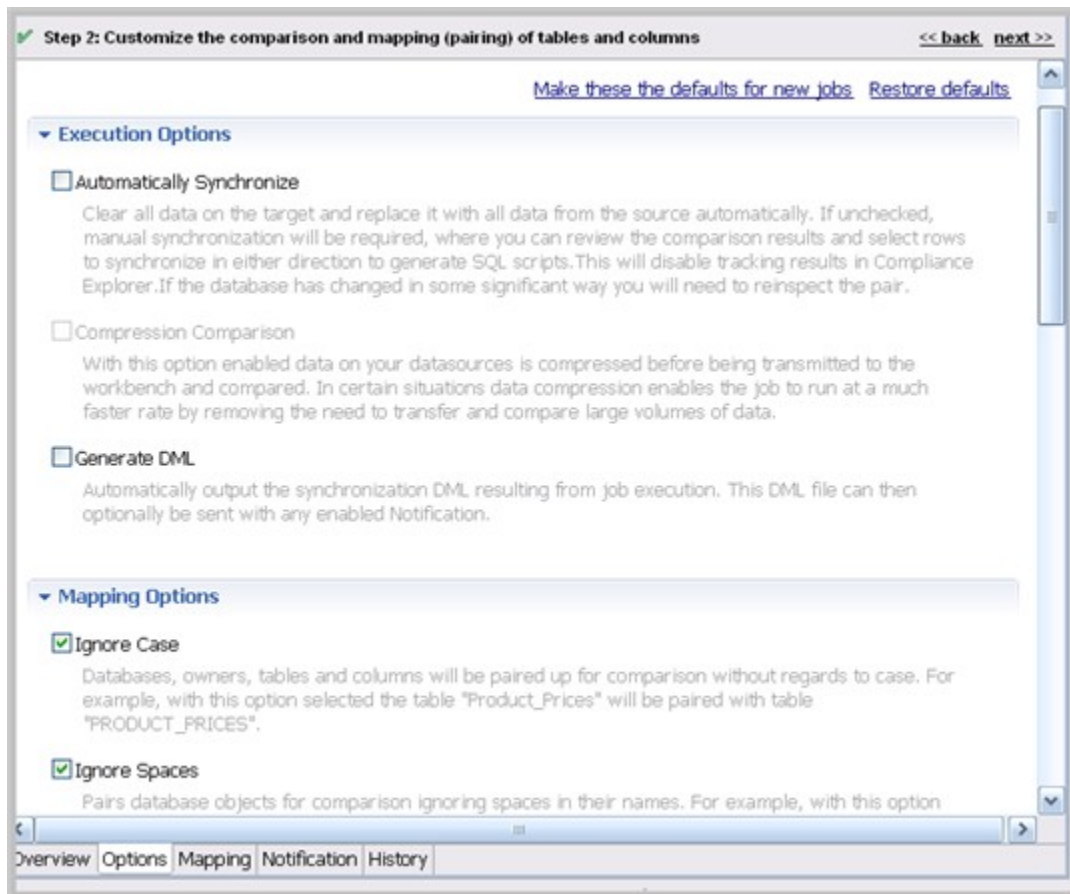 Step 2: Customize the comparison and mapping (pairing) of tables and columns
<< back next >>
Make these the defaults for new jobs Restore defaults
Execution Options
Automatically Synchronize
Clear all data on the target and replace it with all data from the source automatically. If unchecked,
manual synchronization will be required, where you can review the comparison results and select rows
to synchronize in either direction to generate SQL scripts.This will disable tracking results in Compliance
Explorer.If the database has changed in some significant way you will need to reinspect the pair.
Compression Comparison
With this option enabled data on your datasources is compressed before being transmitted to the
workbench and compared. In certain situations data compression enables the job to run at a much
faster rate by removing the need to transfer and compare large volumes of data.
Generate DML
Automatically output the synchronization DML resulting from job execution. This DML file can then
optionally be sent with any enabled Notification.
Mapping Options
Ignore Case
Databases, owners, tables and columns will be paired up for comparison without regards to case. For
example, with this option selected the table "Product_Prices" will be paired with table
"PRODUCT_PRICES".
Ignore Spaces
Pairs database objects for comparison ignoring spaces in their names. For example, with this option
Overview Options Mapping Notification History